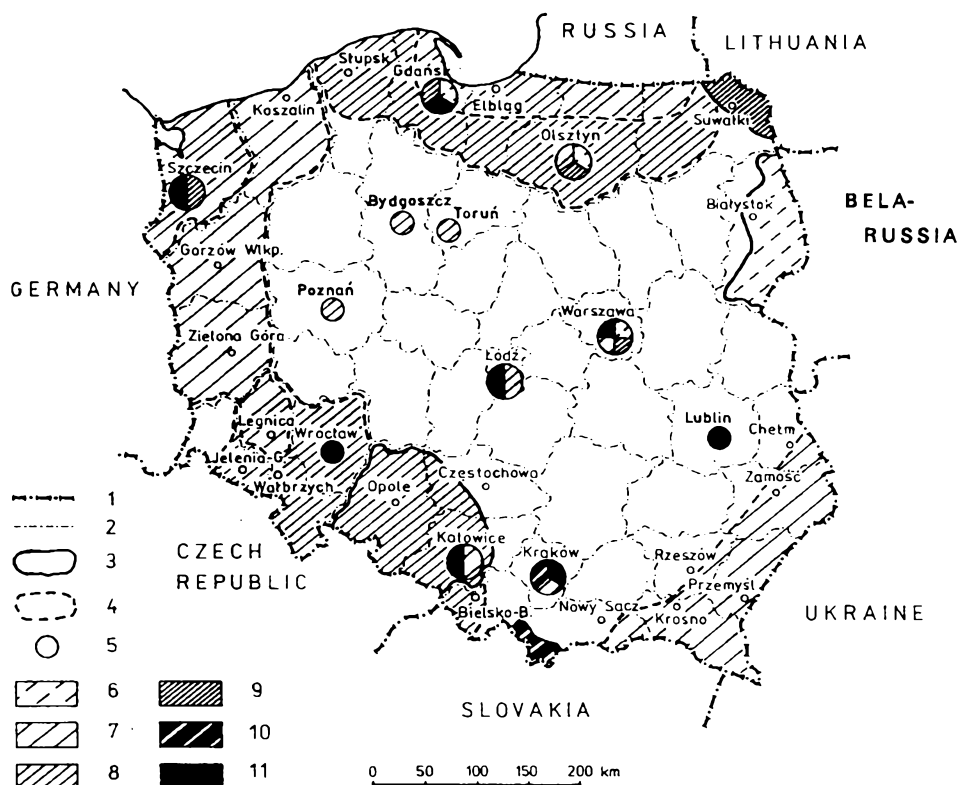 RUSSIA
LITHUANIA
Słupsk
Gdańsk
Koszalin
Elbląg
Suwałki
Olsztyn
Szczecin
Bydgoszcz
Toruń
Białystok
BELA-
RUSSIA
Gorzów Wlkp.
GERMANY
Poznań
Warszawa
Zielona Góra
Łódź
Lublin
Chełm
Legnica
Wrocław
Jelenia-G.
Wałbrzych
Częstochowa
Opole
Zamość
Katowice
Kraków
Rzeszów
Przemyśl
CZECH
REPUBLIC
Bielsko-B.
Nowy Sącz
Krosno
UKRAINE
SLOVAKIA
1
2
3
4
5
6 9
7 10
8 11
0 50 100 150 200 km